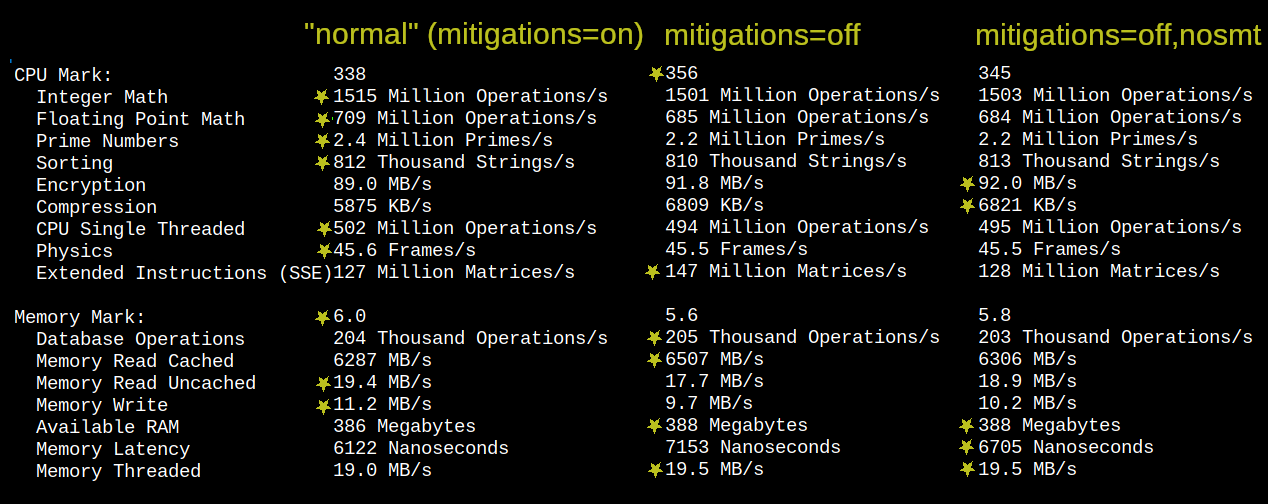 "normal" (mitigations=on) mitigations=off mitigations=off,nosmt
CPU Mark: 338 356 345
Integer Math 1515 Million Operations/s 1501 Million Operations/s 1503 Million Operations/s
Floating Point Math 709 Million Operations/s 685 Million Operations/s 684 Million Operations/s
Prime Numbers 2.4 Million Primes/s 2.2 Million Primes/s 2.2 Million Primes/s
Sorting 812 Thousand Strings/s 810 Thousand Strings/s 813 Thousand Strings/s
Encryption 89.0 MB/s 91.8 MB/s 92.0 MB/s
Compression 5875 KB/s 6809 KB/s 6821 KB/s
CPU Single Threaded 502 Million Operations/s 494 Million Operations/s 495 Million Operations/s
Physics 45.6 Frames/s 45.5 Frames/s 45.5 Frames/s
Extended Instructions (SSE) 127 Million Matrices/s 147 Million Matrices/s 128 Million Matrices/s
Memory Mark: 6.0 5.6 5.8
Database Operations 204 Thousand Operations/s 205 Thousand Operations/s 203 Thousand Operations/s
Memory Read Cached 6287 MB/s 6507 MB/s 6306 MB/s
Memory Read Uncached 19.4 MB/s 17.7 MB/s 18.9 MB/s
Memory Write 11.2 MB/s 9.7 MB/s 10.2 MB/s
Available RAM 386 Megabytes 388 Megabytes 388 Megabytes
Memory Latency 6122 Nanoseconds 7153 Nanoseconds 6705 Nanoseconds
Memory Threaded 19.0 MB/s 19.5 MB/s 19.5 MB/s